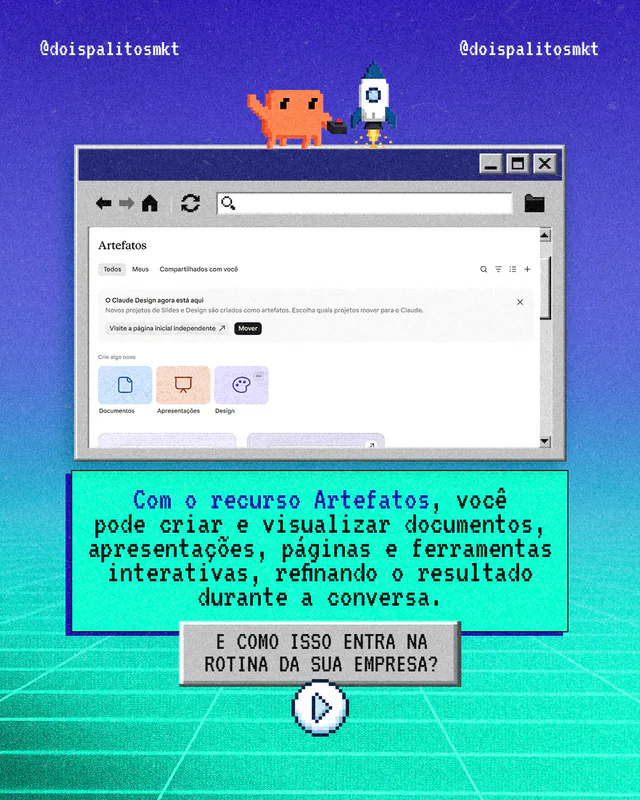 @doispalitosmkt @doispalitosmkt
Artefatos
Todos Meus Compartilhados com você
O Claude Design agora está aqui
Novos projetos de Slides e Design são criados como artefatos. Escolha quais projetos mover para o Claude.
Visite a página inicial independente Mover
Crie algo novo
Documentos Apresentações Design
Com o recurso Artefatos, você
pode criar e visualizar documentos,
apresentações, páginas e ferramentas
interativas, refinando o resultado
durante a conversa.
E COMO ISSO ENTRA NA
ROTINA DA SUA EMPRESA?